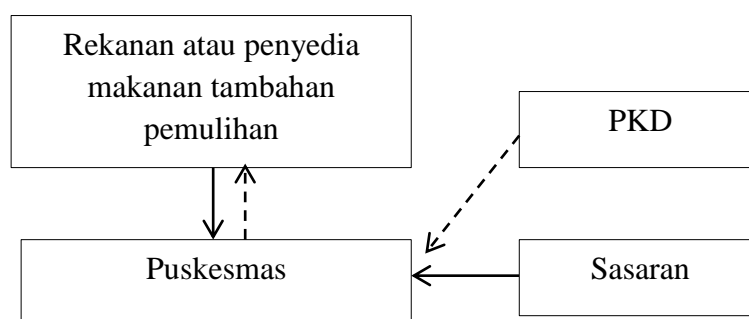 Rekanan atau penyedia
makanan tambahan
pemulihan
PKD
Puskesmas
Sasaran